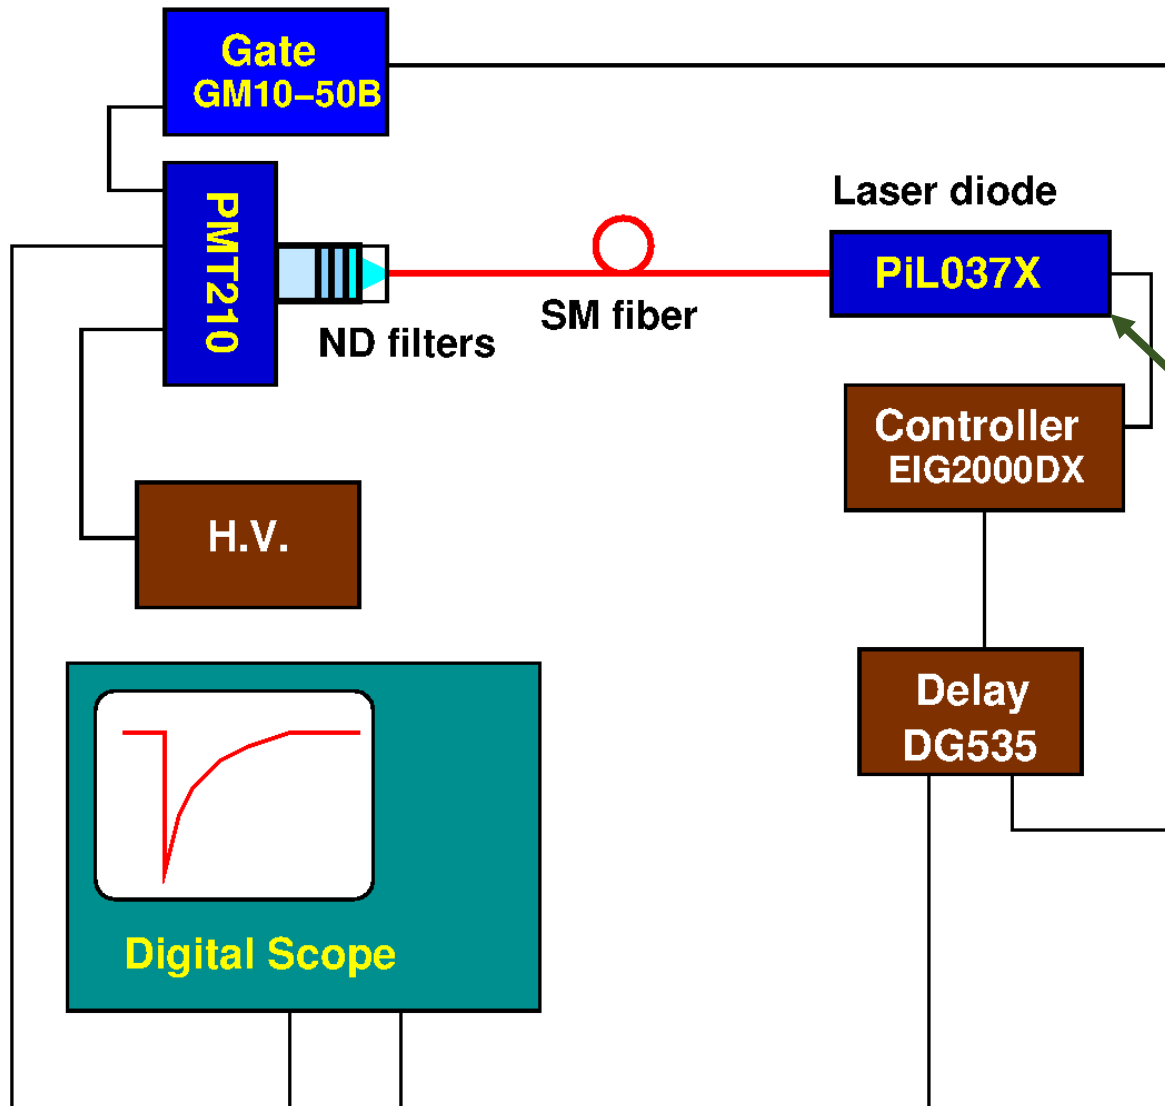 Gate
GM10−50B
PMT210
Laser diode
PiL037X
SM fiber
ND filters
Controller
EIG2000DX
H.V.
Delay
DG535
Digital Scope